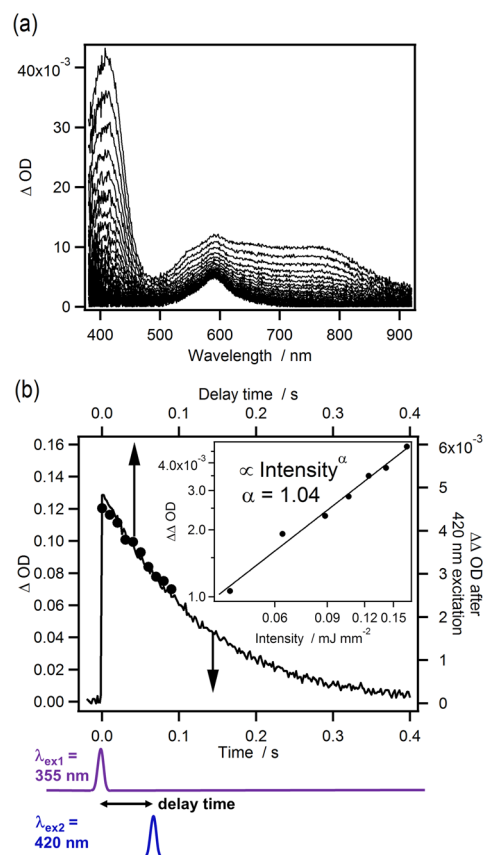 (a)
40x10⁻³
30
20
10
0
Δ OD
400 500 600 700 800 900
Wavelength / nm
(b)
Delay time / s
0.0 0.1 0.2 0.3 0.4
0.16
0.14
0.12
0.10
0.08
0.06
0.04
0.02
0.00
Δ OD
6x10⁻³
5
4
3
2
1
0
ΔΔ OD after
420 nm excitation
4.0x10⁻³
3.0
2.0
1.0
ΔΔ OD
∝ Intensity^α
α = 1.04
0.06 0.09 0.12 0.15
Intensity / mJ mm⁻²
0.0 0.1 0.2 0.3 0.4
Time / s
λex1 =
355 nm
delay time
λex2 =
420 nm